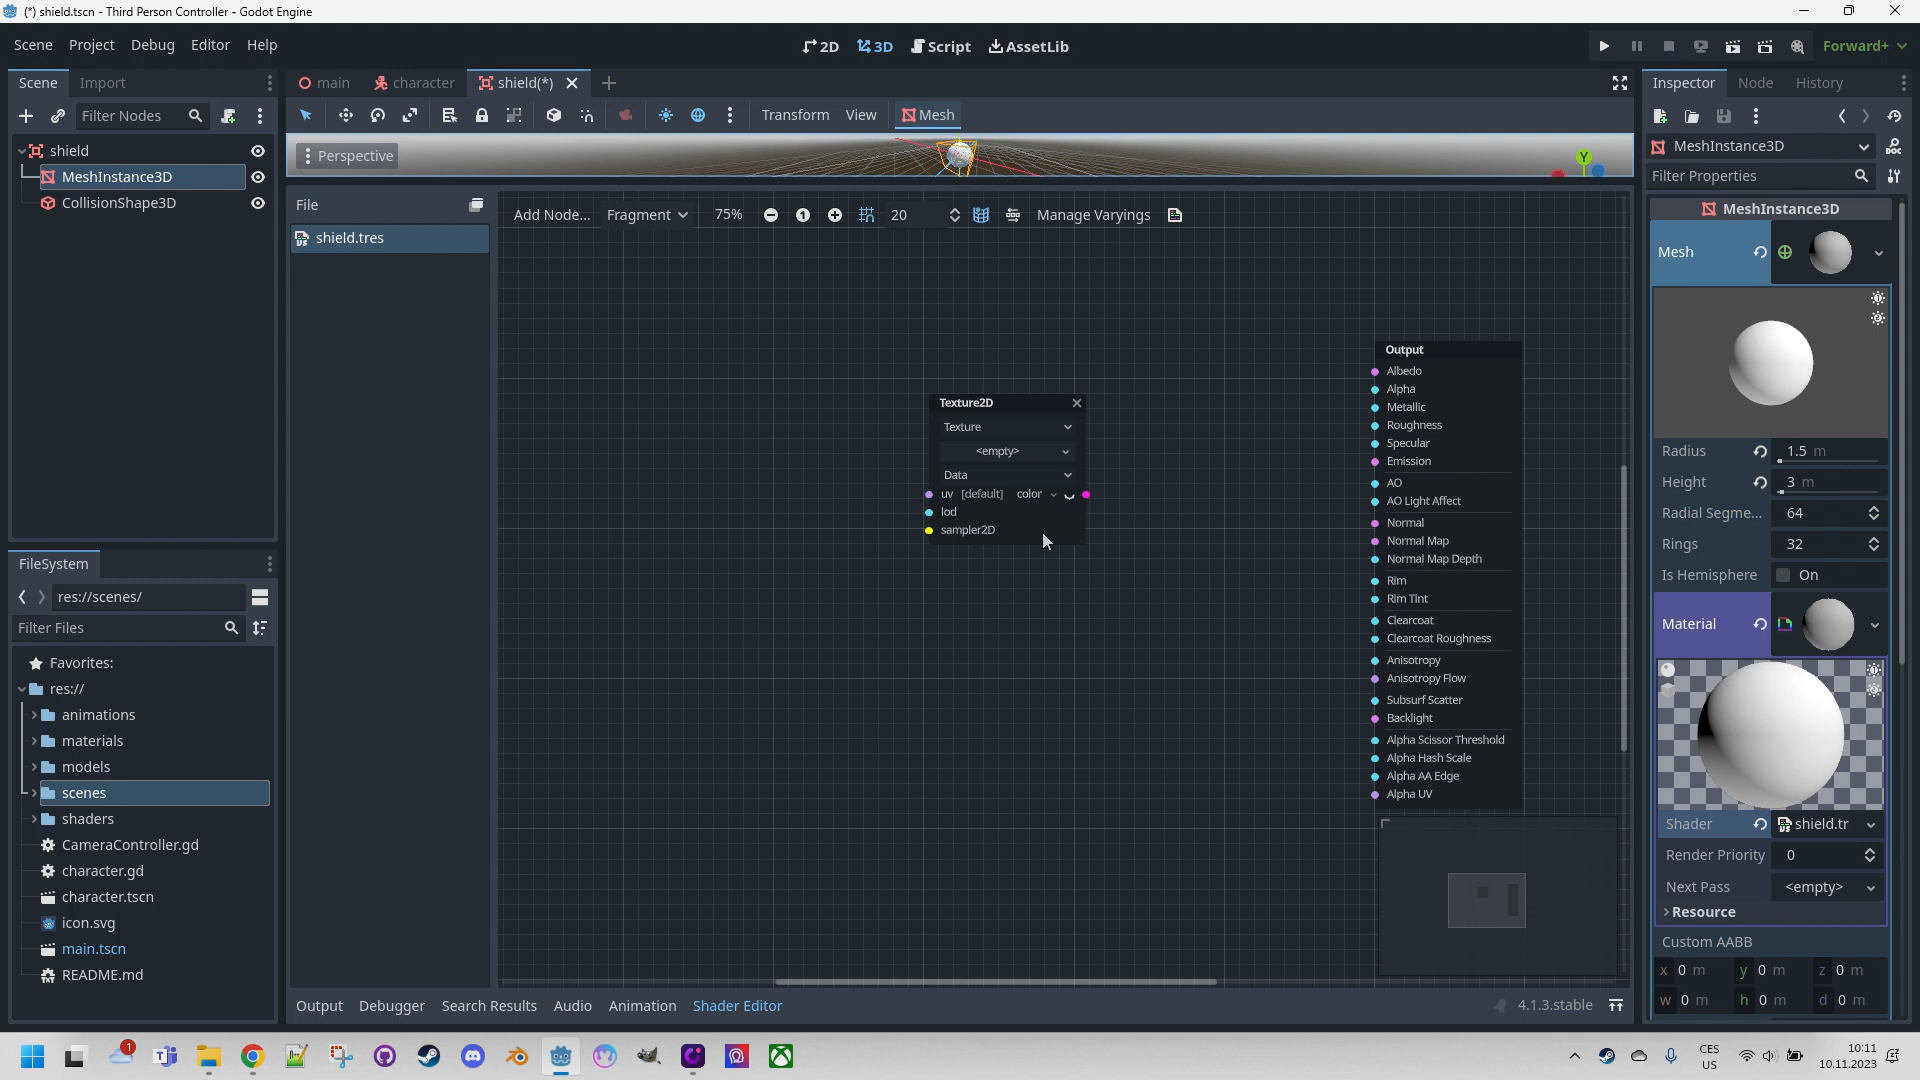 (*) shield.tscn - Third Person Controller - Godot Engine
Scene Project Debug Editor Help
2D 3D Script AssetLib
Forward+
Scene Import
main character shield(*)
Inspector Node History
Filter Nodes
Transform View Mesh
Perspective
Y
shield
MeshInstance3D
CollisionShape3D
File
shield.tres
Add Node... Fragment 75% 1 20 Manage Varyings
Texture2D
Texture
<empty>
Data
uv [default] color
lod
sampler2D
Output
Albedo
Alpha
Metallic
Roughness
Specular
Emission
AO
AO Light Affect
Normal
Normal Map
Normal Map Depth
Rim
Rim Tint
Clearcoat
Clearcoat Roughness
Anisotropy
Anisotropy Flow
Subsurf Scatter
Backlight
Alpha Scissor Threshold
Alpha Hash Scale
Alpha AA Edge
Alpha UV
FileSystem
res://scenes/
Filter Files
Favorites:
res://
animations
materials
models
scenes
shaders
CameraController.gd
character.gd
character.tscn
icon.svg
main.tscn
README.md
Output Debugger Search Results Audio Animation Shader Editor
4.1.3.stable
MeshInstance3D
Filter Properties
MeshInstance3D
Mesh
Radius 1.5 m
Height 3 m
Radial Segme... 64
Rings 32
Is Hemisphere On
Material
Shader shield.tr
Render Priority 0
Next Pass <empty>
Resource
Custom AABB
x 0 m y 0 m z 0 m
w 0 m h 0 m d 0 m
1
CES
US
10:11
10.11.2023